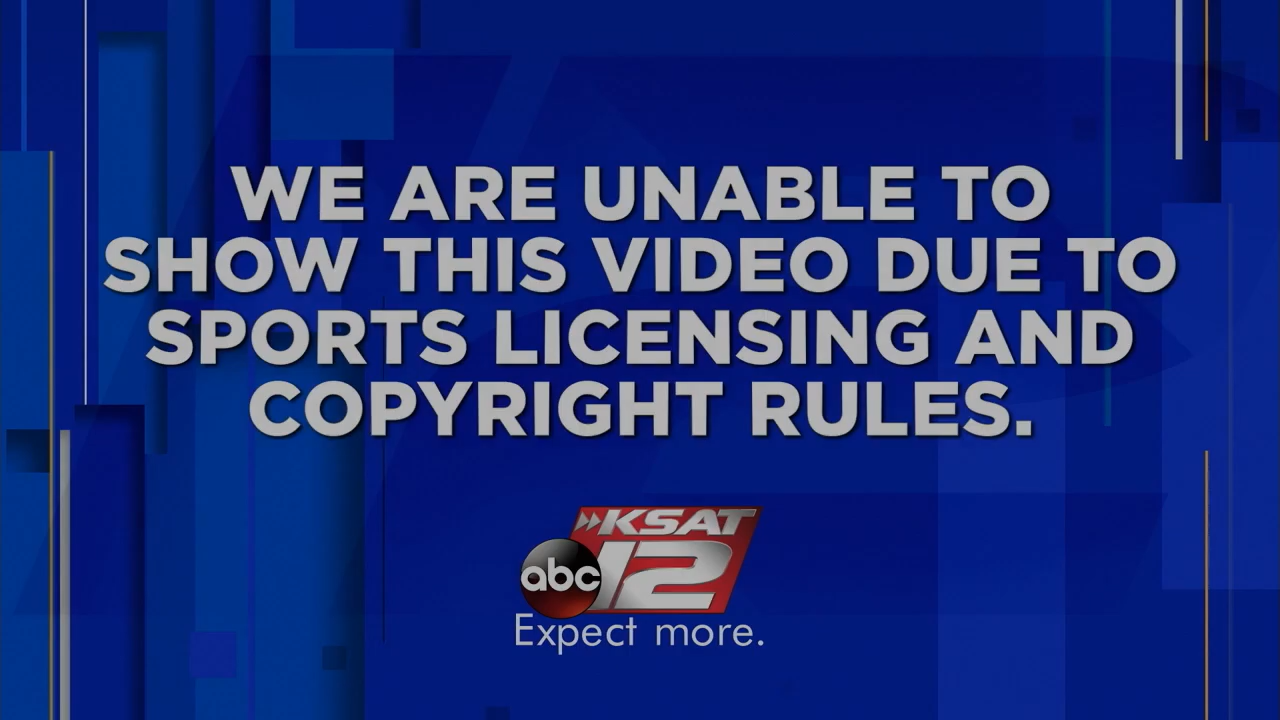 WE ARE UNABLE TO
SHOW THIS VIDEO DUE TO
SPORTS LICENSING AND
COPYRIGHT RULES.
KSAT
abc 12
Expect more.